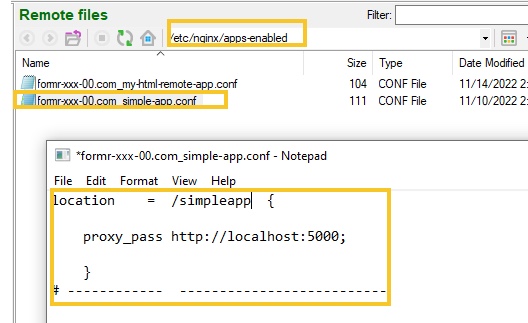 Remote files
Filter:
/etc/nginx/apps-enabled
Name Size Type Date Modified
formr-xxx-00.com_my-html-remote-app.conf 104 CONF File 11/14/2022 2:
formr-xxx-00.com_simple-app.conf 111 CONF File 11/10/2022 2:
*formr-xxx-00.com_simple-app.conf - Notepad
File Edit Format View Help
location = /simpleapp {
proxy_pass http://localhost:5000;
}
# ------------ --------------------------